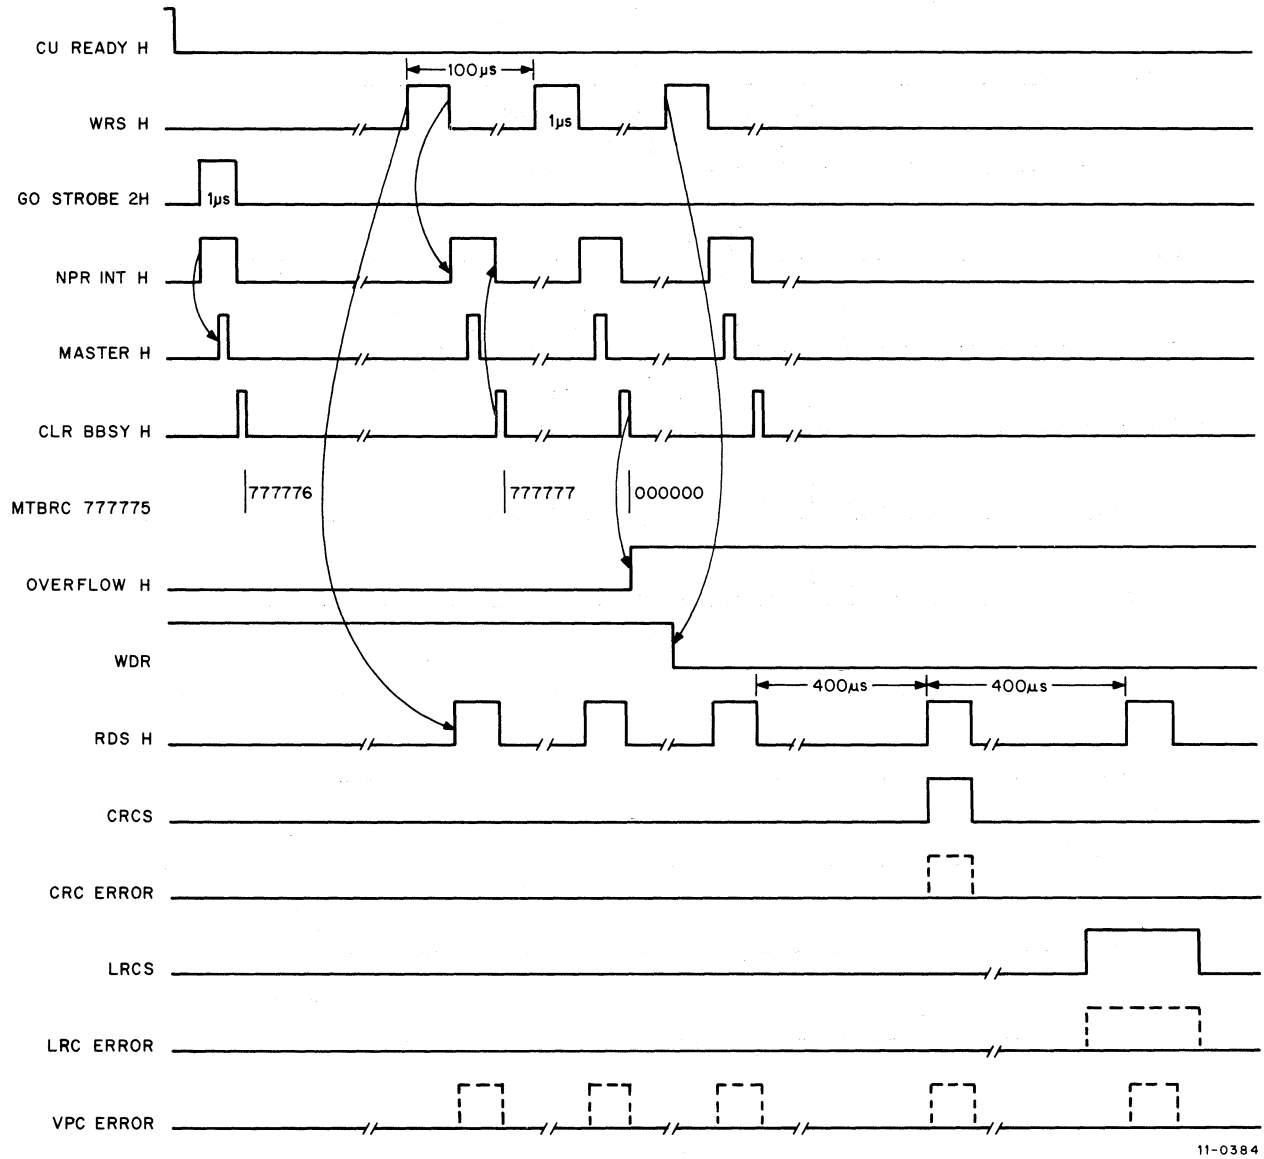 CU READY H
100µs
WRS H
1µs
GO STROBE 2H
1µs
NPR INT H
MASTER H
CLR BBSY H
777776
777777
000000
MTBRC 777775
OVERFLOW H
WDR
400µs
400µs
RDS H
CRCS
CRC ERROR
LRCS
LRC ERROR
VPC ERROR
11-0384